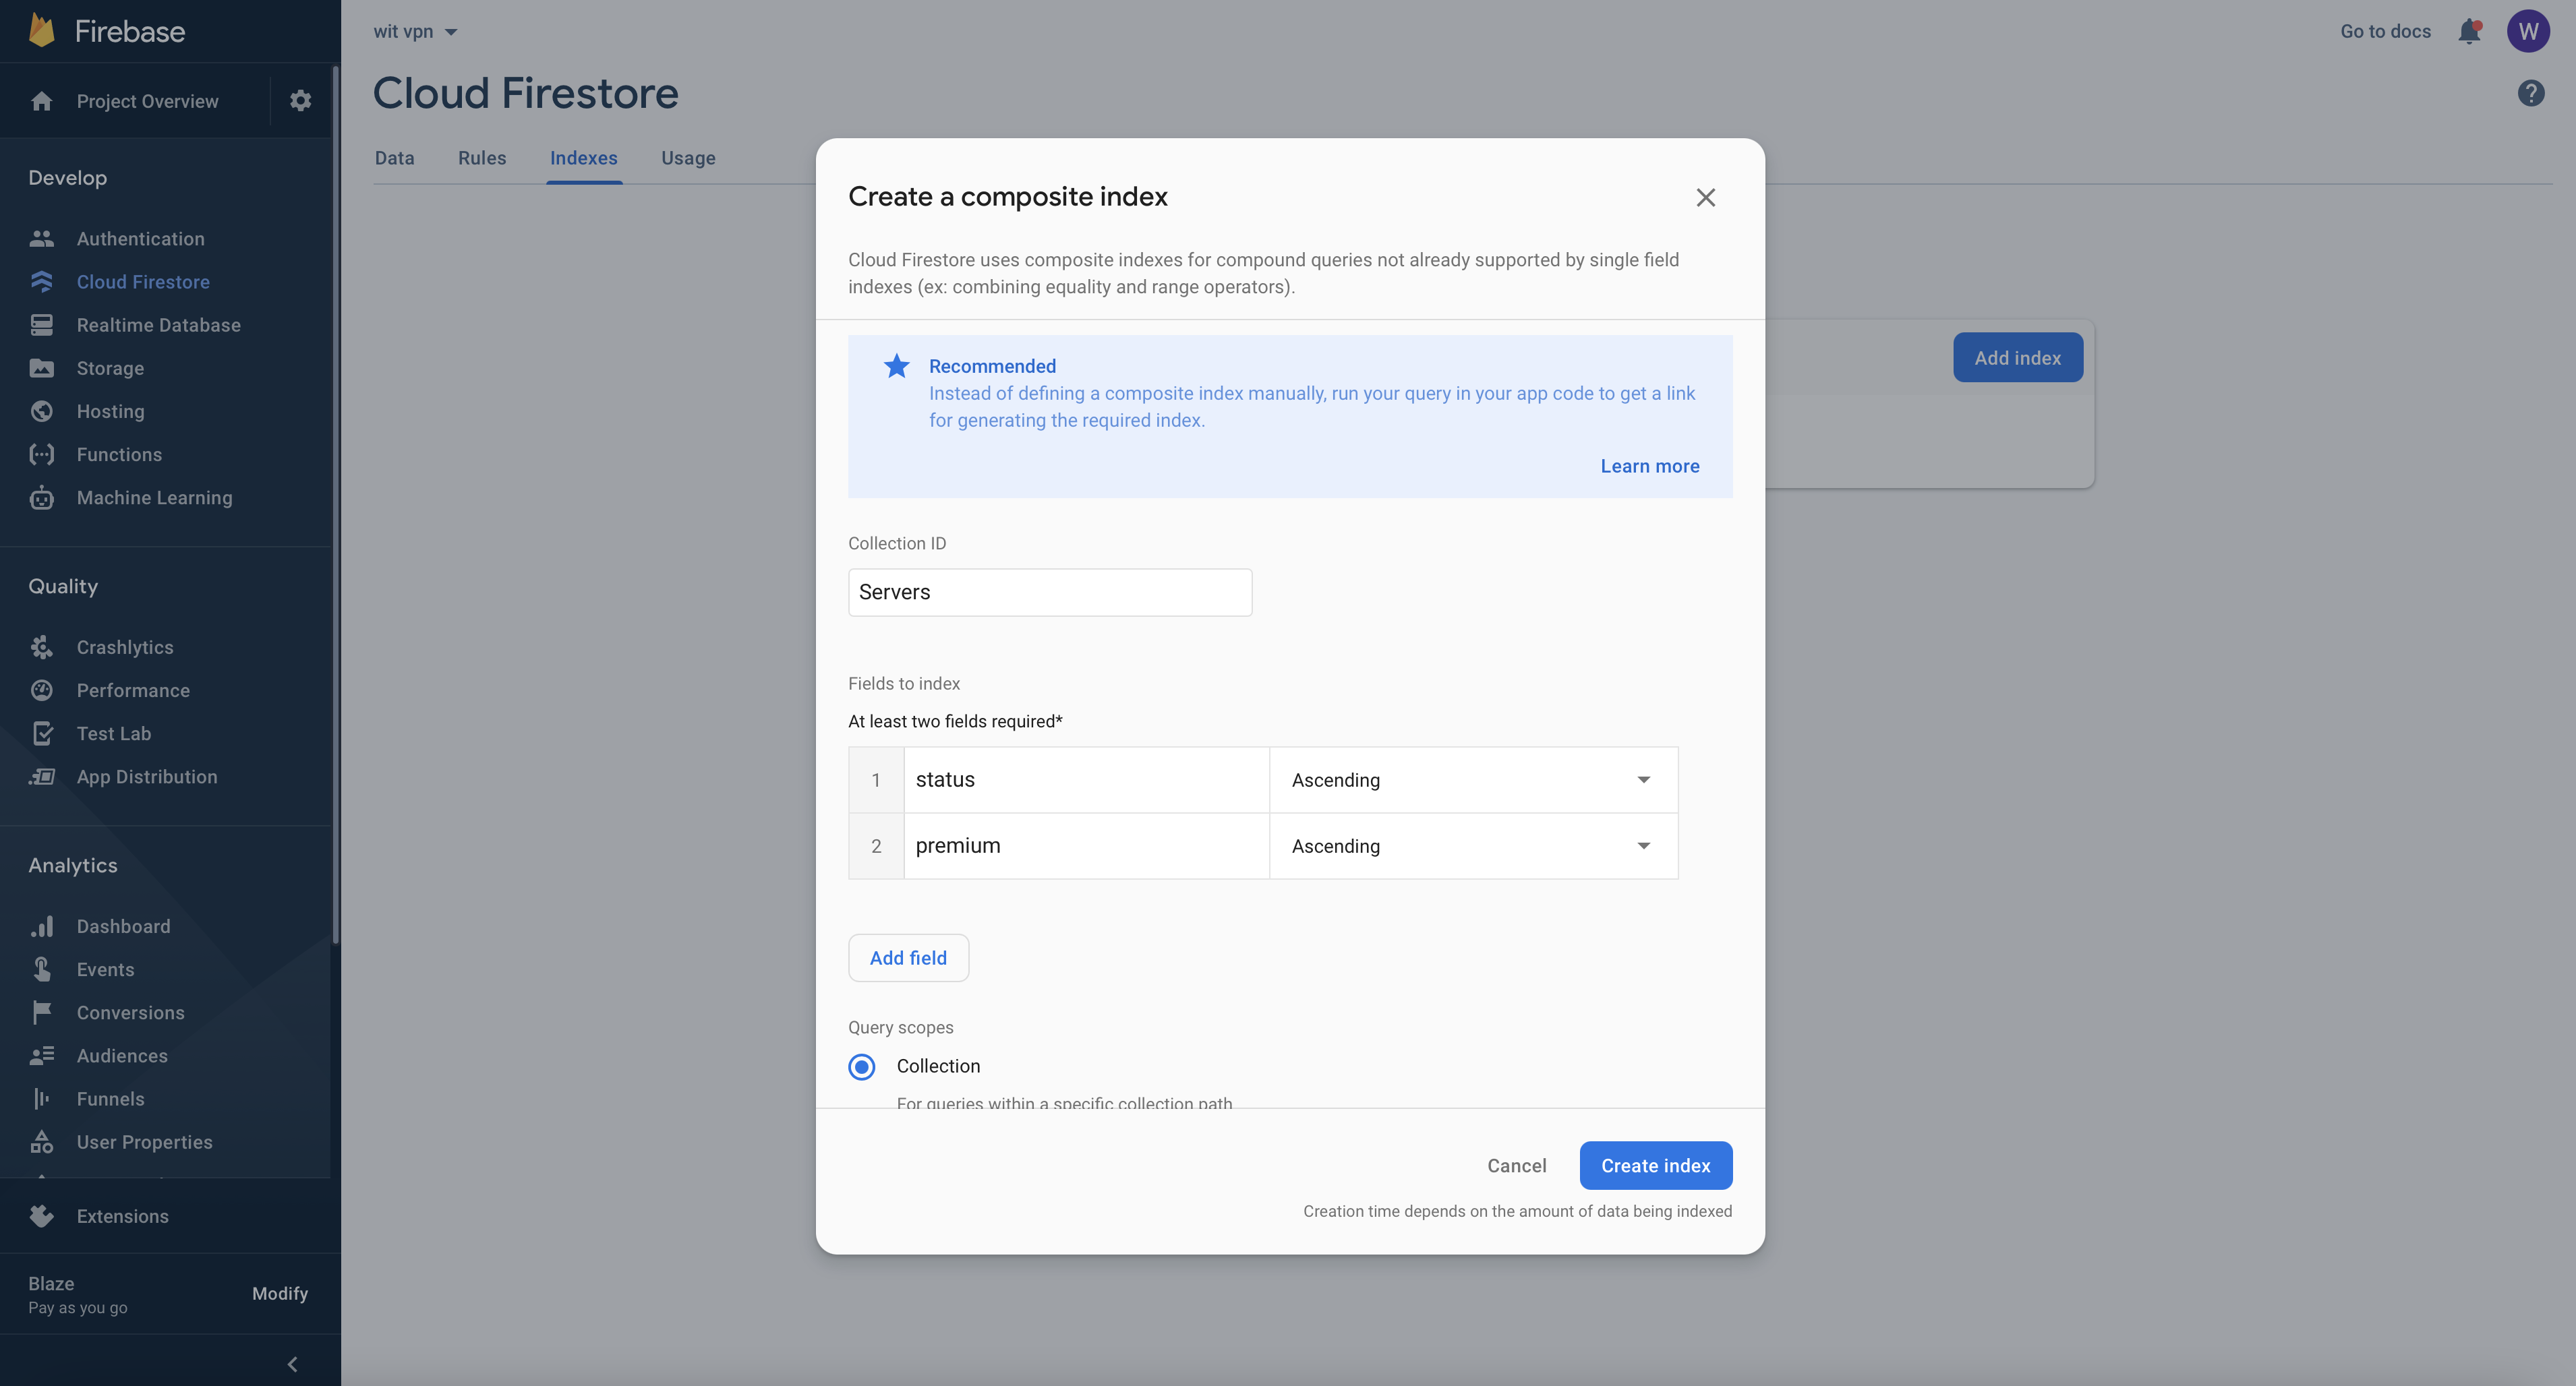 Firebase
Project Overview
Develop
Authentication
Cloud Firestore
Realtime Database
Storage
Hosting
Functions
Machine Learning
Quality
Crashlytics
Performance
Test Lab
App Distribution
Analytics
Dashboard
Events
Conversions
Audiences
Funnels
User Properties
Extensions
Blaze
Pay as you go
Modify
wit vpn
Go to docs
W
Cloud Firestore
Data Rules Indexes Usage
Add index
Create a composite index
Cloud Firestore uses composite indexes for compound queries not already supported by single field
indexes (ex: combining equality and range operators).
Recommended
Instead of defining a composite index manually, run your query in your app code to get a link
for generating the required index.
Learn more
Collection ID
Servers
Fields to index
At least two fields required*
1 status Ascending
2 premium Ascending
Add field
Query scopes
Collection
For queries within a specific collection path
Cancel Create index
Creation time depends on the amount of data being indexed